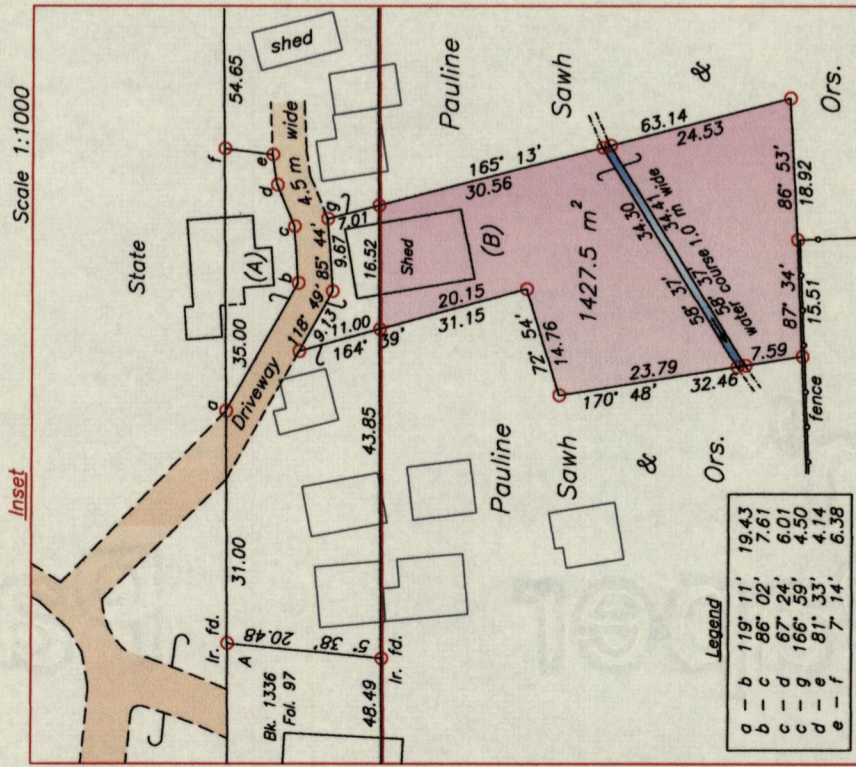 Scale 1:1000
Inset
State
shed
54.65
f
e
d
c
b
a
g
(A)
4.5 m wide
35.00
Driveway
31.00
118° 49'
9.13
85° 44'
9.67
7.01
16.52
11.00
164° 39'
43.85
Ir. fd.
A
20.48
5° 38'
Ir. fd.
Bk. 1336
Fol. 97
48.49
Shed
(B)
Pauline
Sawh
&
Ors.
165° 13'
30.56
63.14
24.53
20.15
31.15
72° 54'
14.76
1427.5 m²
34.30
34.41
58° 37'
58° 37'
water course 1.0 m wide
23.79
170° 48'
32.46
7.59
86° 53'
18.92
87° 34'
15.51
fence
Pauline
Sawh
&
Ors.
Legend
a – b 119° 11' 19.43
b – c 86° 02' 7.61
c – d 67° 24' 6.01
c – g 166° 59' 4.50
d – e 81° 33' 4.14
e – f 7° 14' 6.38